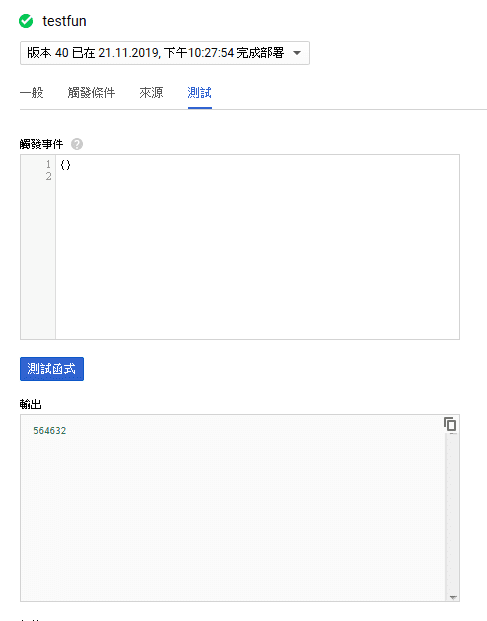 testfun
版本 40 已在 21.11.2019, 下午10:27:54 完成部署
一般 觸發條件 來源 測試
觸發事件 ?
1 {}
2
測試函式
輸出
564632